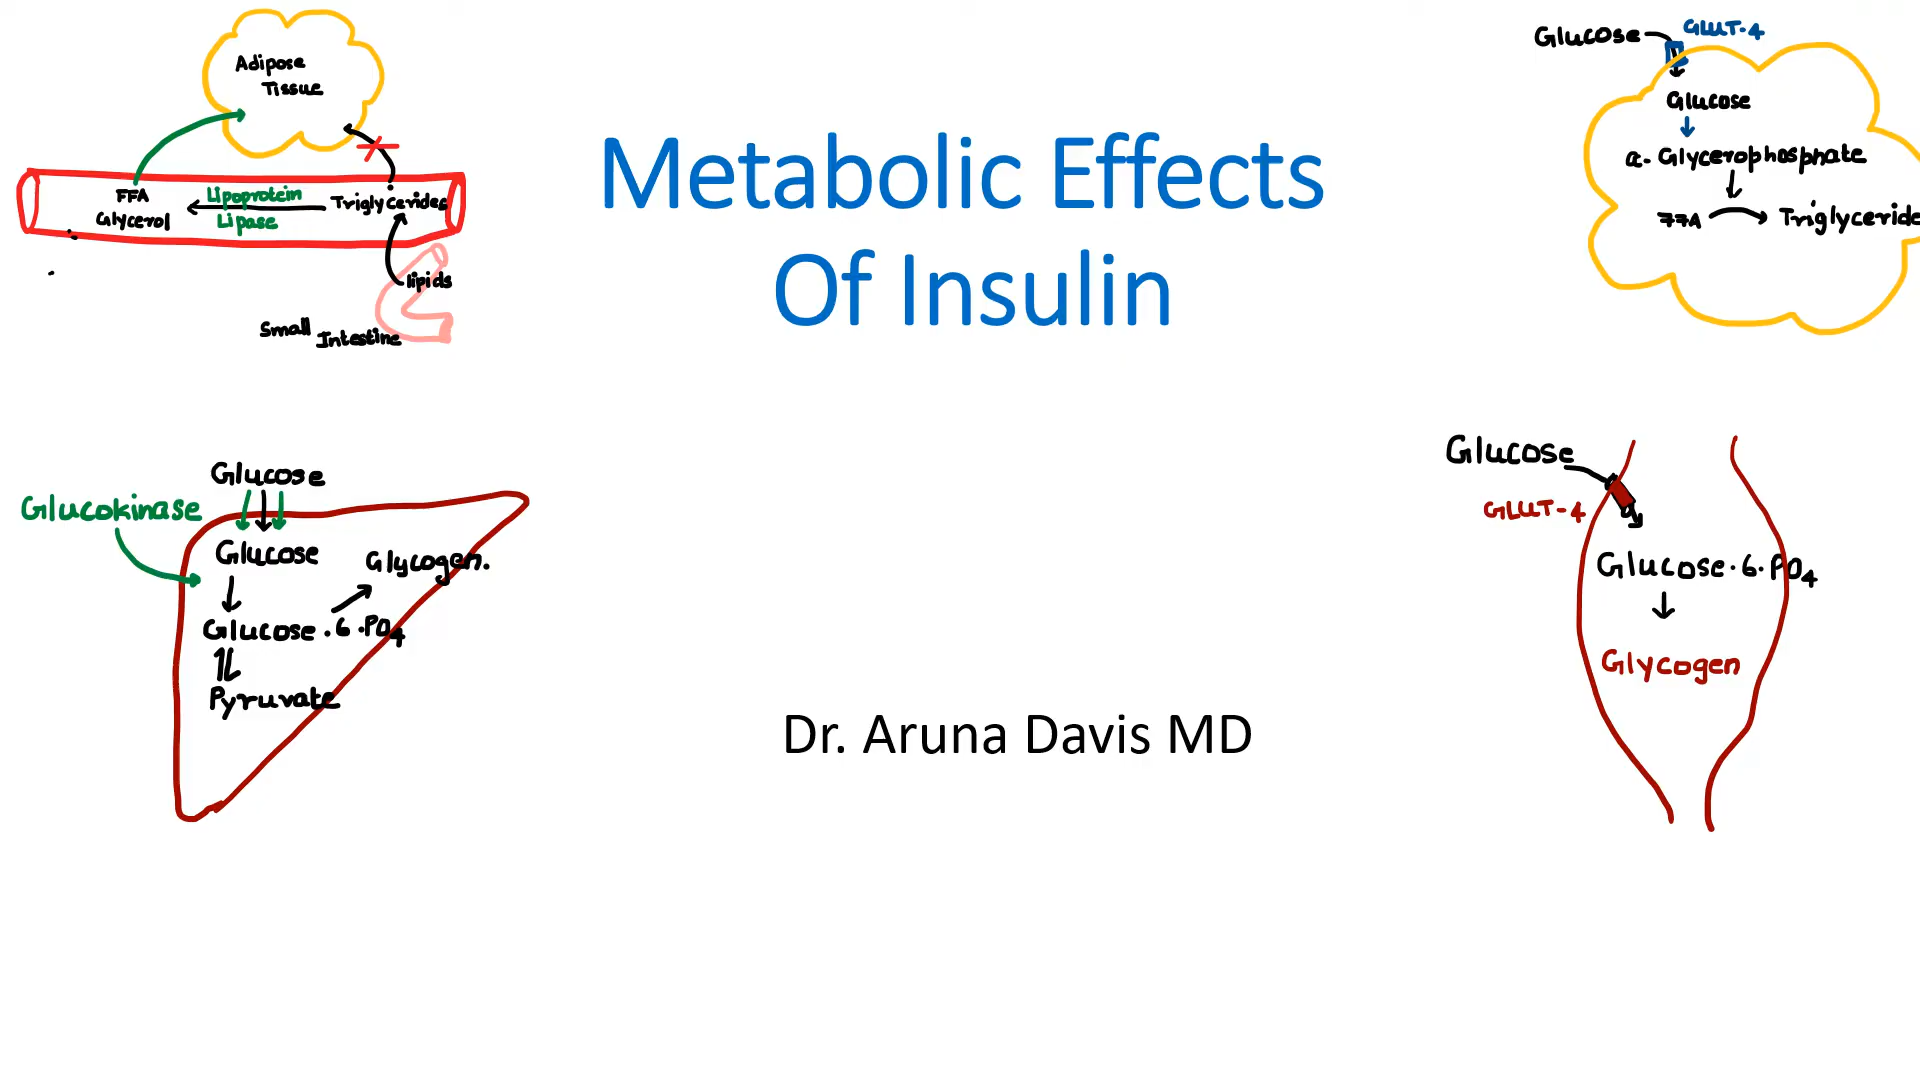 Adipose
Tissue
FFA
Glycerol
Lipoprotein
Lipase
Triglycerides
lipids
Small Intestine
Metabolic Effects
Of Insulin
Dr. Aruna Davis MD
Glucose
GLUT-4
Glucose
α-Glycerophosphate
FFA
Triglyceride
Glucose
Glucokinase
Glucose
Glycogen.
Glucose.6.PO4
Pyruvate
Glucose
GLUT-4
Glucose.6.PO4
Glycogen